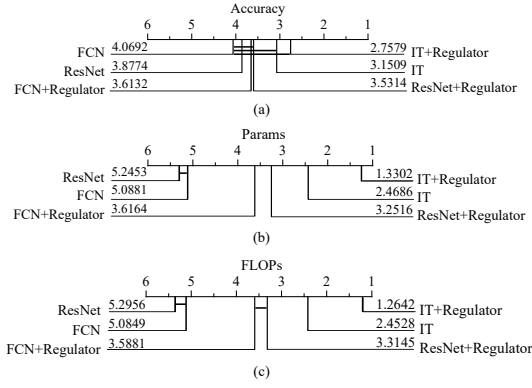 Accuracy
6 5 4 3 2 1
FCN 4.0692 2.7579 IT+Regulator
ResNet 3.8774 3.1509 IT
FCN+Regulator 3.6132 3.5314 ResNet+Regulator
(a)
Params
6 5 4 3 2 1
ResNet 5.2453 1.3302 IT+Regulator
FCN 5.0881 2.4686 IT
FCN+Regulator 3.6164 3.2516 ResNet+Regulator
(b)
FLOPs
6 5 4 3 2 1
ResNet 5.2956 1.2642 IT+Regulator
FCN 5.0849 2.4528 IT
FCN+Regulator 3.5881 3.3145 ResNet+Regulator
(c)